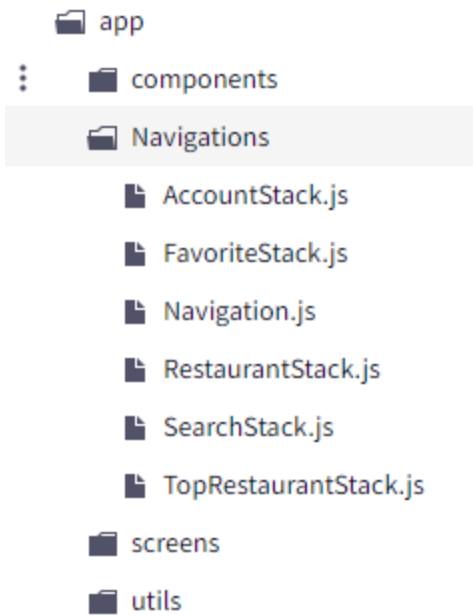 app
components
Navigations
AccountStack.js
FavoriteStack.js
Navigation.js
RestaurantStack.js
SearchStack.js
TopRestaurantStack.js
screens
utils